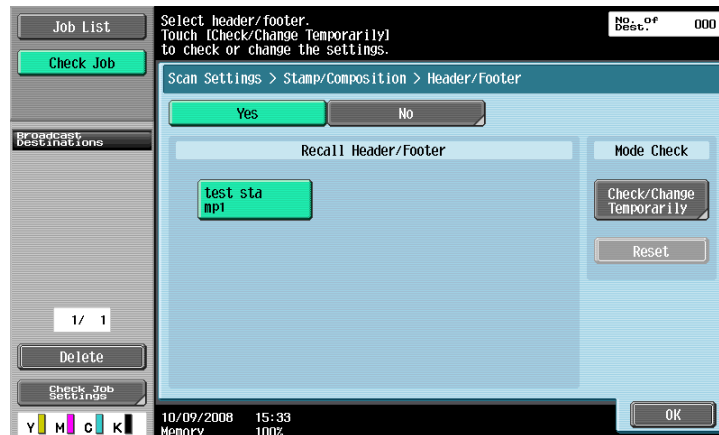 Job List
Check Job
Broadcast
Destinations
1/ 1
Delete
Check Job
Settings
Y M C K
Select header/footer.
Touch [Check/Change Temporarily]
to check or change the settings.
No. of
Dest.
000
Scan Settings > Stamp/Composition > Header/Footer
Yes
No
Recall Header/Footer
test sta
mp1
Mode Check
Check/Change
Temporarily
Reset
10/09/2008 15:33
Memory 100%
OK